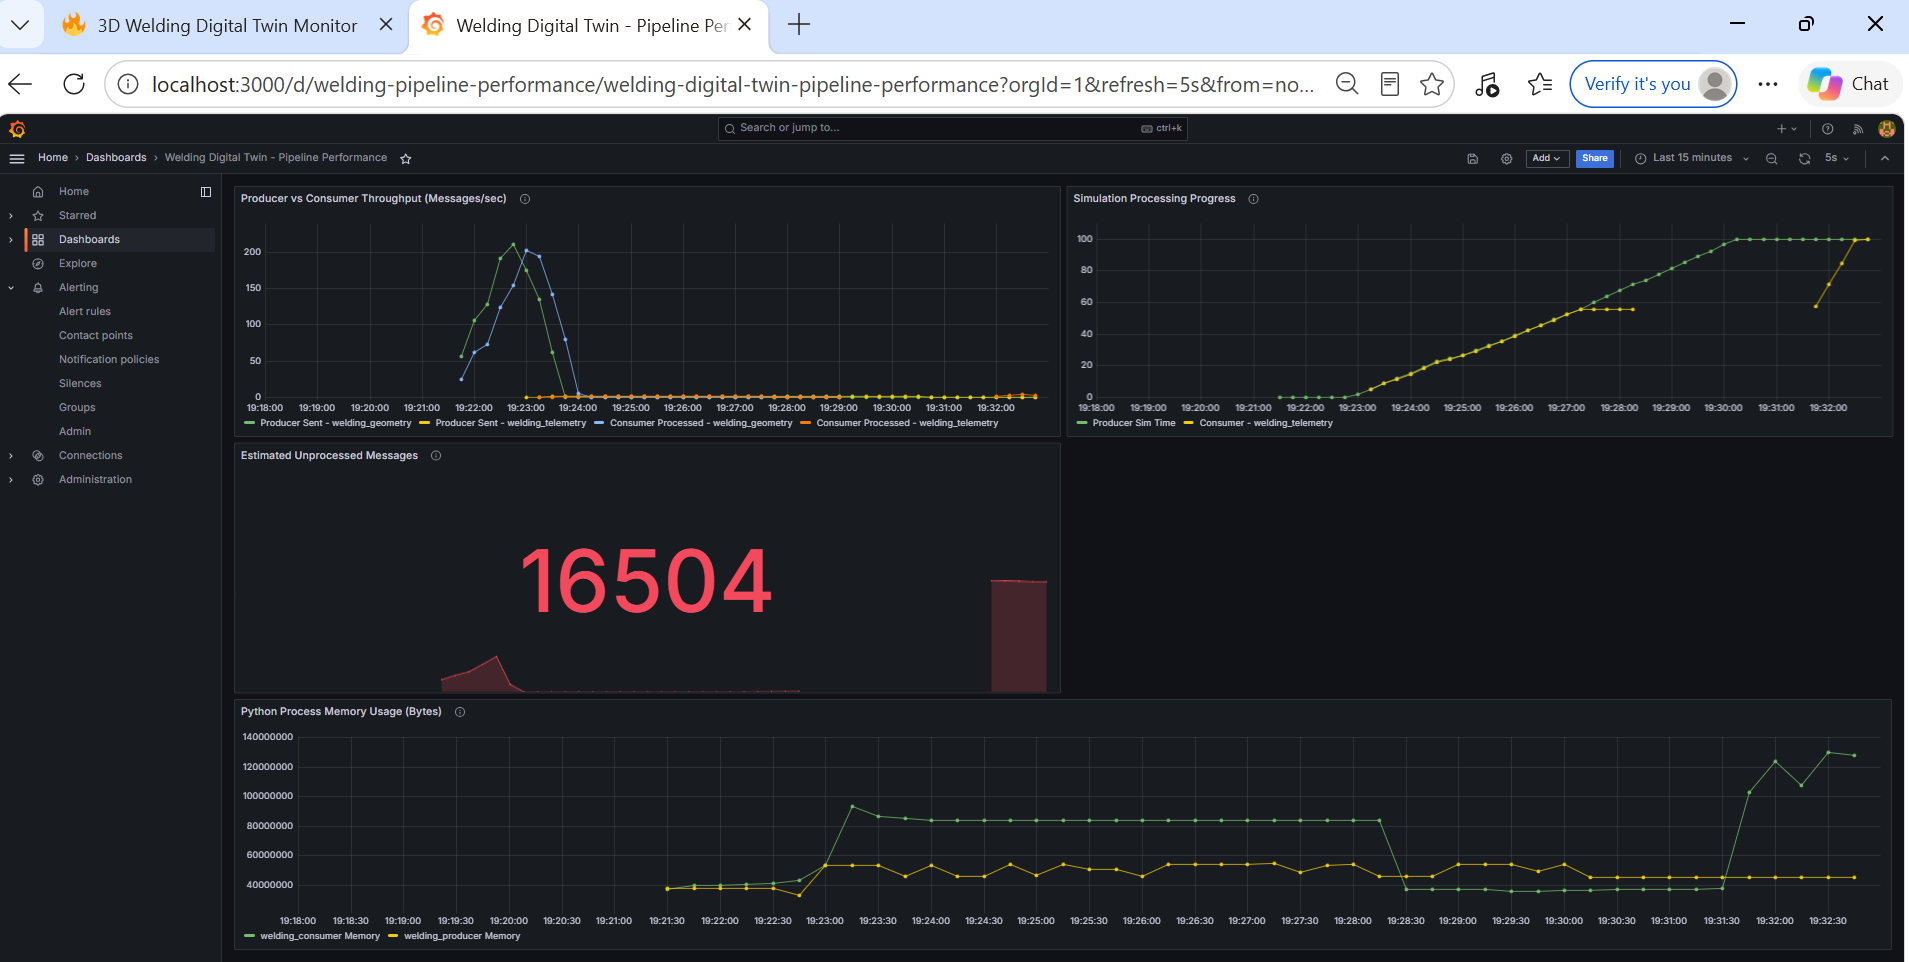 3D Welding Digital Twin Monitor
Welding Digital Twin - Pipeline Per
localhost:3000/d/welding-pipeline-performance/welding-digital-twin-pipeline-performance?orgId=1&refresh=5s&from=no...
Verify it's you
Chat
Search or jump to...
ctrl+k
Home › Dashboards › Welding Digital Twin - Pipeline Performance
Add
Share
Last 15 minutes
5s
Home
Starred
Dashboards
Explore
Alerting
Alert rules
Contact points
Notification policies
Silences
Groups
Admin
Connections
Administration
Producer vs Consumer Throughput (Messages/sec)
200
150
100
50
0
19:18:00 19:19:00 19:20:00 19:21:00 19:22:00 19:23:00 19:24:00 19:25:00 19:26:00 19:27:00 19:28:00 19:29:00 19:30:00 19:31:00 19:32:00
Producer Sent - welding_geometry Producer Sent - welding_telemetry Consumer Processed - welding_geometry Consumer Processed - welding_telemetry
Simulation Processing Progress
100
80
60
40
20
0
19:18:00 19:19:00 19:20:00 19:21:00 19:22:00 19:23:00 19:24:00 19:25:00 19:26:00 19:27:00 19:28:00 19:29:00 19:30:00 19:31:00 19:32:00
Producer Sim Time Consumer - welding_telemetry
Estimated Unprocessed Messages
16504
Python Process Memory Usage (Bytes)
140000000
120000000
100000000
80000000
60000000
40000000
19:18:00 19:18:30 19:19:00 19:19:30 19:20:00 19:20:30 19:21:00 19:21:30 19:22:00 19:22:30 19:23:00 19:23:30 19:24:00 19:24:30 19:25:00 19:25:30 19:26:00 19:26:30 19:27:00 19:27:30 19:28:00 19:28:30 19:29:00 19:29:30 19:30:00 19:30:30 19:31:00 19:31:30 19:32:00 19:32:30
welding_consumer Memory welding_producer Memory